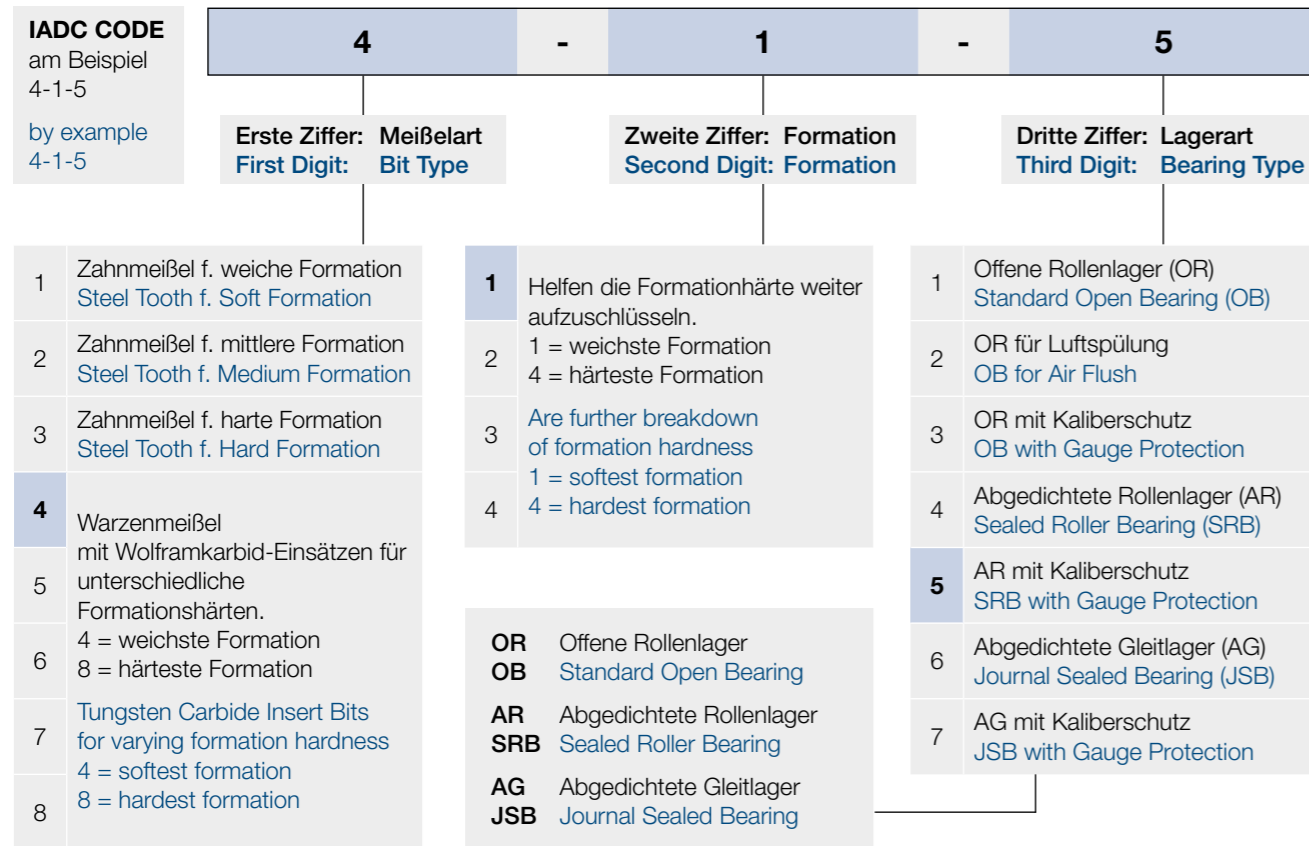 IADC CODE
am Beispiel
4-1-5
by example
4-1-5
4 - 1 - 5
Erste Ziffer: Meißelart
First Digit: Bit Type
Zweite Ziffer: Formation
Second Digit: Formation
Dritte Ziffer: Lagerart
Third Digit: Bearing Type
1
Zahnmeißel f. weiche Formation
Steel Tooth f. Soft Formation
2
Zahnmeißel f. mittlere Formation
Steel Tooth f. Medium Formation
3
Zahnmeißel f. harte Formation
Steel Tooth f. Hard Formation
4
5
6
7
8
Warzenmeißel
mit Wolframkarbid-Einsätzen für
unterschiedliche
Formationshärten.
4 = weichste Formation
8 = härteste Formation
Tungsten Carbide Insert Bits
for varying formation hardness
4 = softest formation
8 = hardest formation
1
2
3
4
Helfen die Formationhärte weiter
aufzuschlüsseln.
1 = weichste Formation
4 = härteste Formation
Are further breakdown
of formation hardness
1 = softest formation
4 = hardest formation
OR Offene Rollenlager
OB Standard Open Bearing
AR Abgedichtete Rollenlager
SRB Sealed Roller Bearing
AG Abgedichtete Gleitlager
JSB Journal Sealed Bearing
1
Offene Rollenlager (OR)
Standard Open Bearing (OB)
2
OR für Luftspülung
OB for Air Flush
3
OR mit Kaliberschutz
OB with Gauge Protection
4
Abgedichtete Rollenlager (AR)
Sealed Roller Bearing (SRB)
5
AR mit Kaliberschutz
SRB with Gauge Protection
6
Abgedichtete Gleitlager (AG)
Journal Sealed Bearing (JSB)
7
AG mit Kaliberschutz
JSB with Gauge Protection